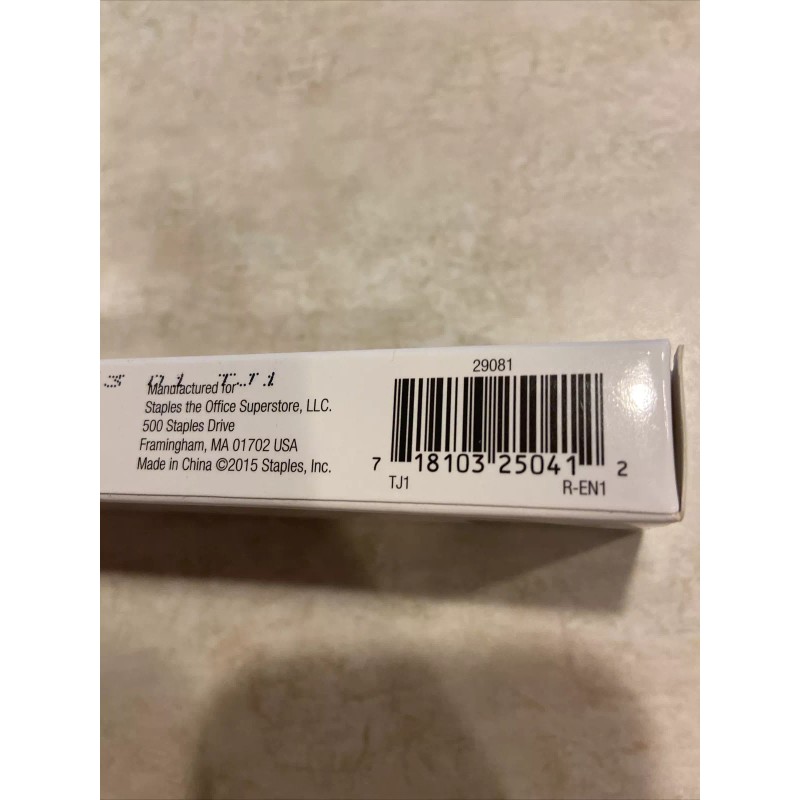 Manufactured for
Staples the Office Superstore, LLC.
500 Staples Drive
Framingham, MA 01702 USA
Made in China ©2015 Staples, Inc.
29081
7 18103 25041 2
TJ1 R-EN1